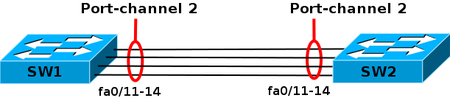 Port-channel 2 Port-channel 2
SW1 SW2
fa0/11-14 fa0/11-14